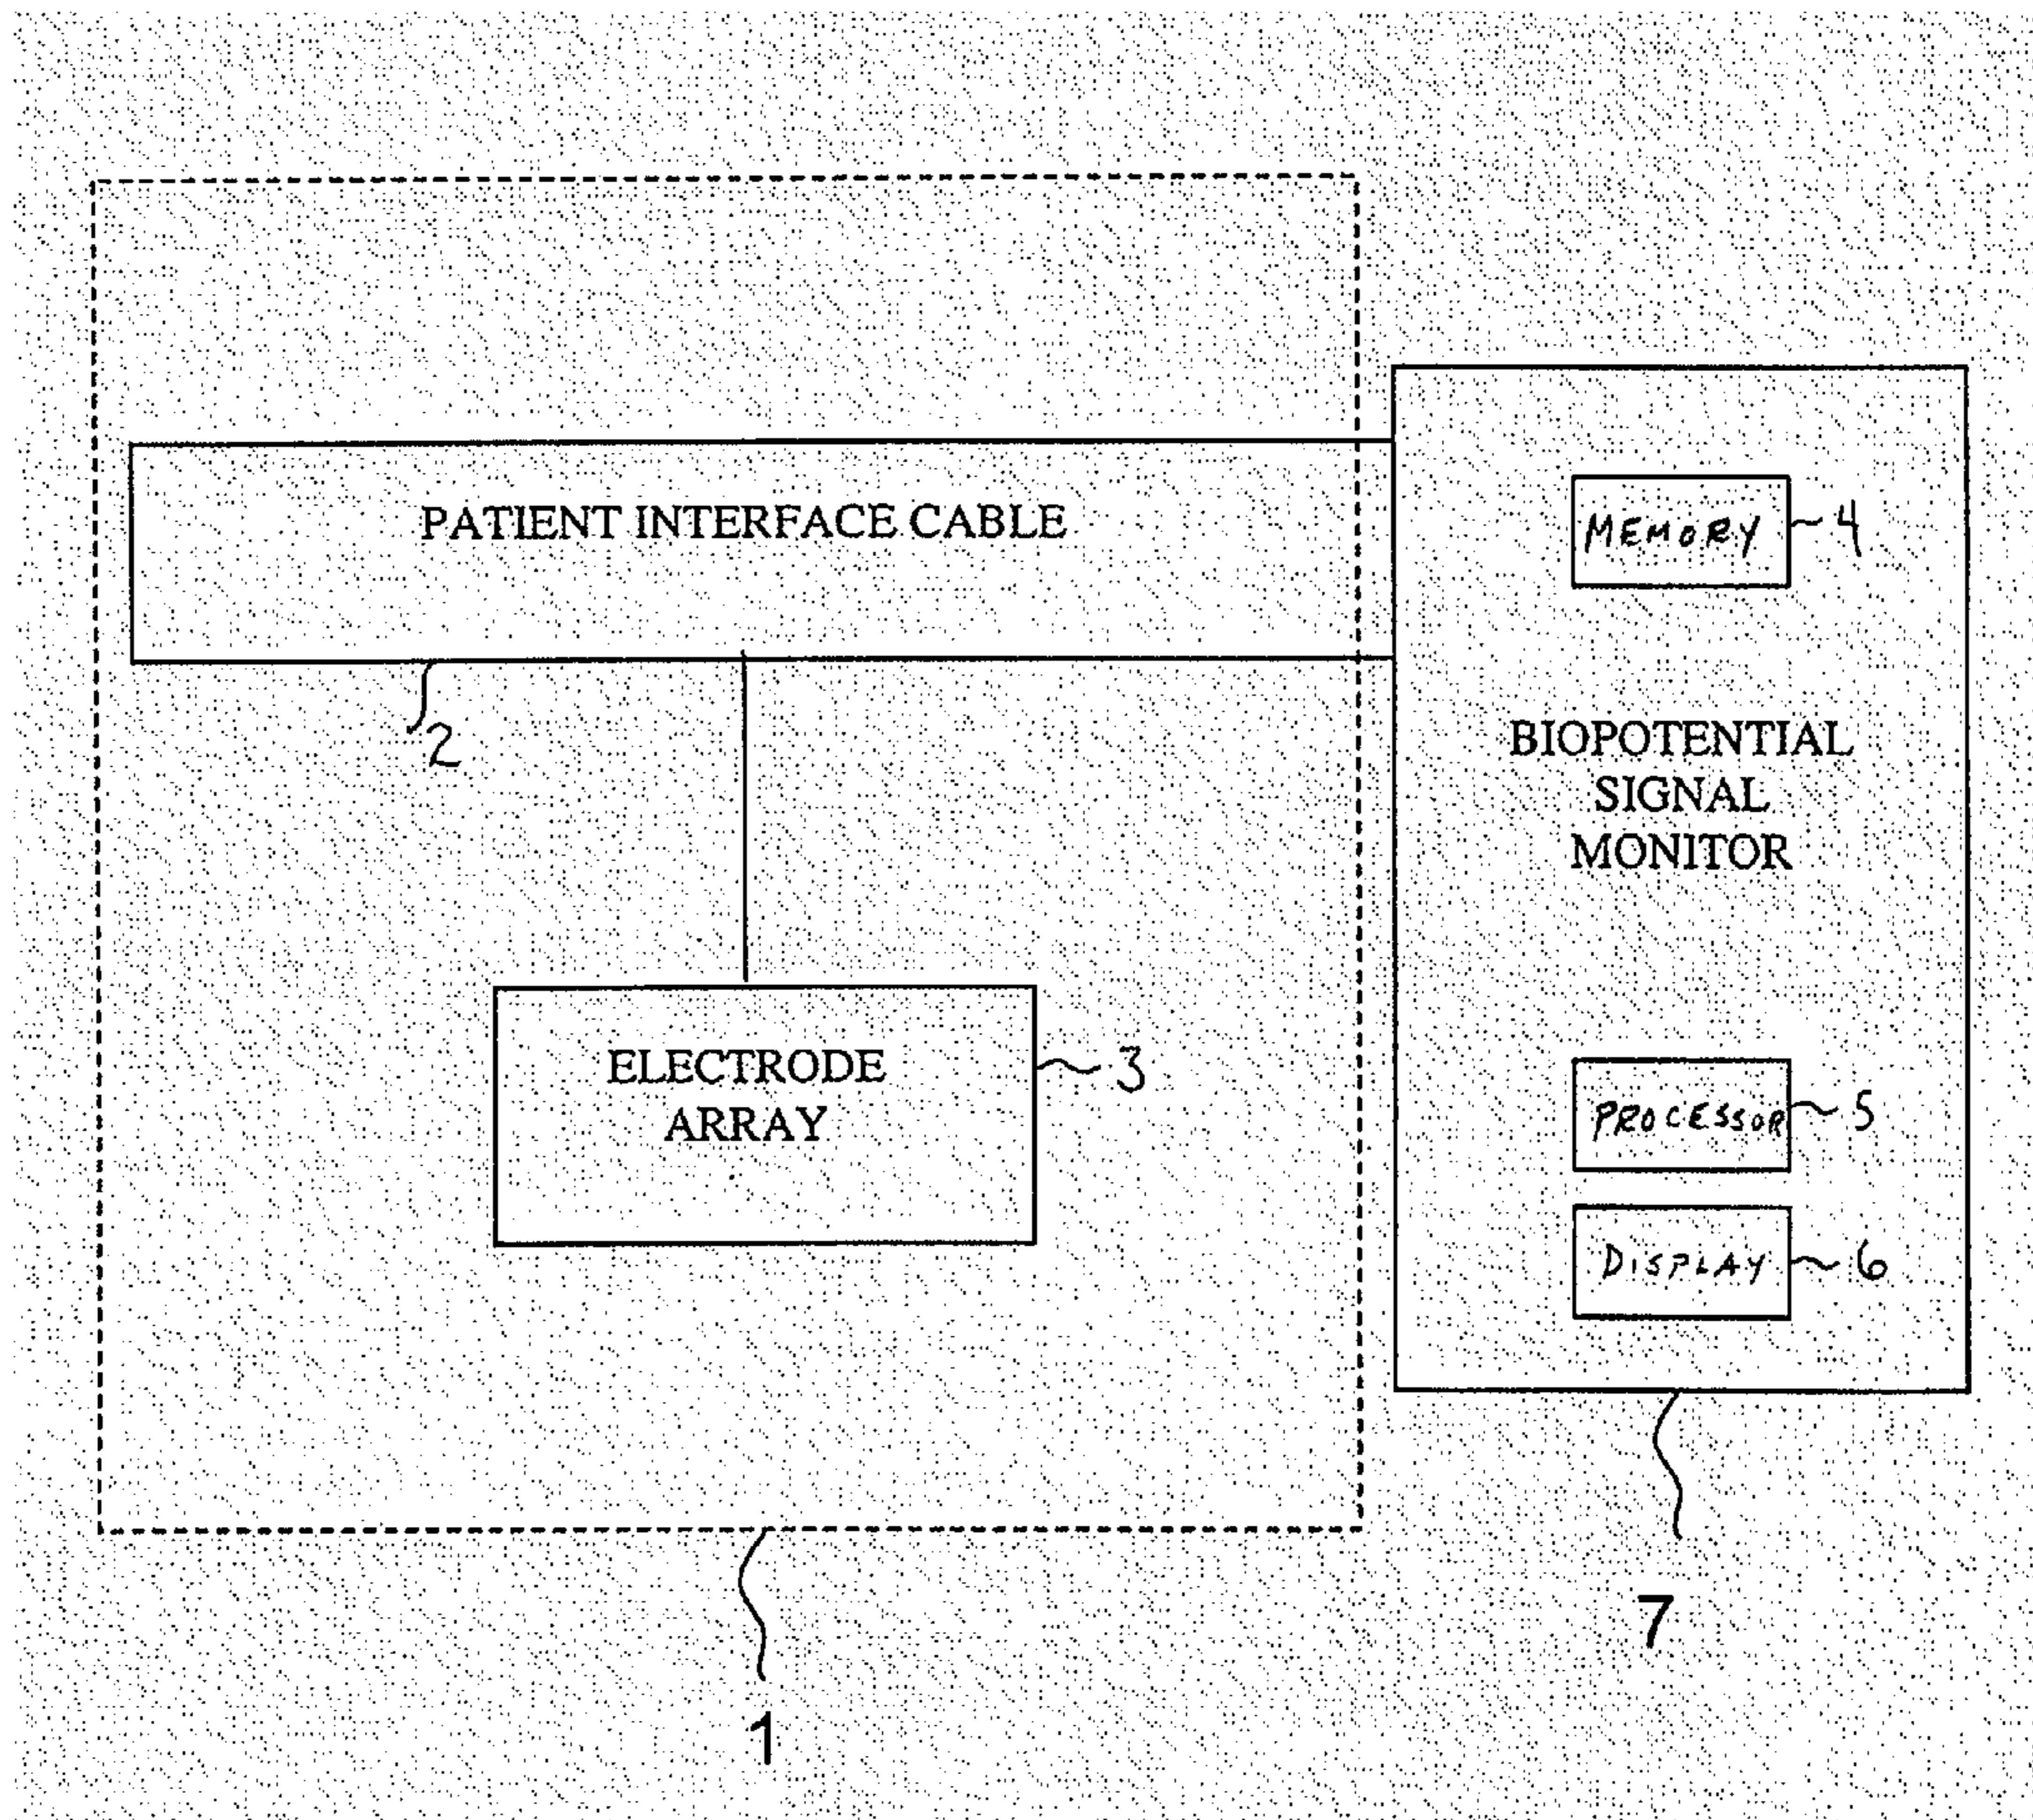 PATIENT INTERFACE CABLE
2
MEMORY 4
BIOPOTENTIAL
SIGNAL
MONITOR
ELECTRODE
ARRAY
3
PROCESSOR 5
DISPLAY 6
7
1